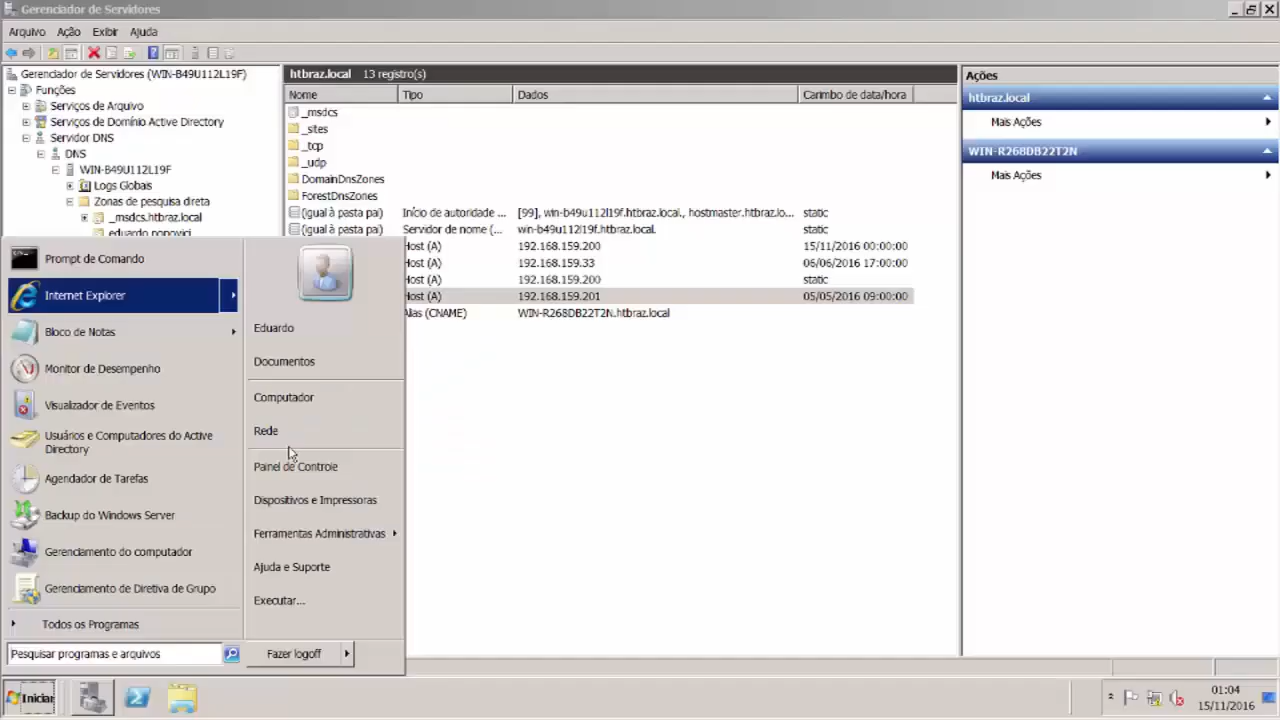 Gerenciador de Servidores
Arquivo Ação Exibir Ajuda
Gerenciador de Servidores (WIN-B49U112L19F)
Funções
Serviços de Arquivo
Serviços de Domínio Active Directory
Servidor DNS
DNS
WIN-B49U112L19F
Logs Globais
Zonas de pesquisa direta
_msdcs.htbraz.local
eduardo popovici
htbraz.local 13 registro(s)
Nome Tipo Dados Carimbo de data/hora
_msdcs
_sites
_tcp
_udp
DomainDnsZones
ForestDnsZones
(igual à pasta pai) Início de autoridade ... [99], win-b49u112l19f.htbraz.local., hostmaster.htbraz.lo... static
(igual à pasta pai) Servidor de nome (... win-b49u112l19f.htbraz.local. static
Host (A) 192.168.159.200 15/11/2016 00:00:00
Host (A) 192.168.159.33 06/06/2016 17:00:00
Host (A) 192.168.159.200 static
Host (A) 192.168.159.201 05/05/2016 09:00:00
Alias (CNAME) WIN-R268DB22T2N.htbraz.local
Ações
htbraz.local
Mais Ações
WIN-R268DB22T2N
Mais Ações
Prompt de Comando
Internet Explorer
Bloco de Notas
Monitor de Desempenho
Visualizador de Eventos
Usuários e Computadores do Active
Directory
Agendador de Tarefas
Backup do Windows Server
Gerenciamento do computador
Gerenciamento de Diretiva de Grupo
Todos os Programas
Pesquisar programas e arquivos
Eduardo
Documentos
Computador
Rede
Painel de Controle
Dispositivos e Impressoras
Ferramentas Administrativas
Ajuda e Suporte
Executar...
Fazer logoff
Iniciar
01:04
15/11/2016